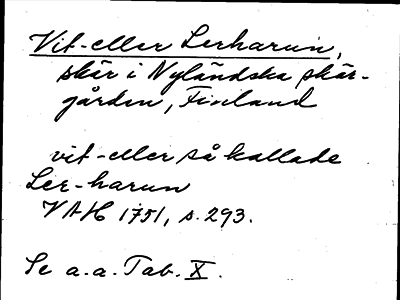 Vit- eller Lerharun,
skär i Nyländska skär-
gården, Finland
vit- eller så kallade
Ler-harun
VAH 1751, s. 293.
Se a.a. Tab. X.